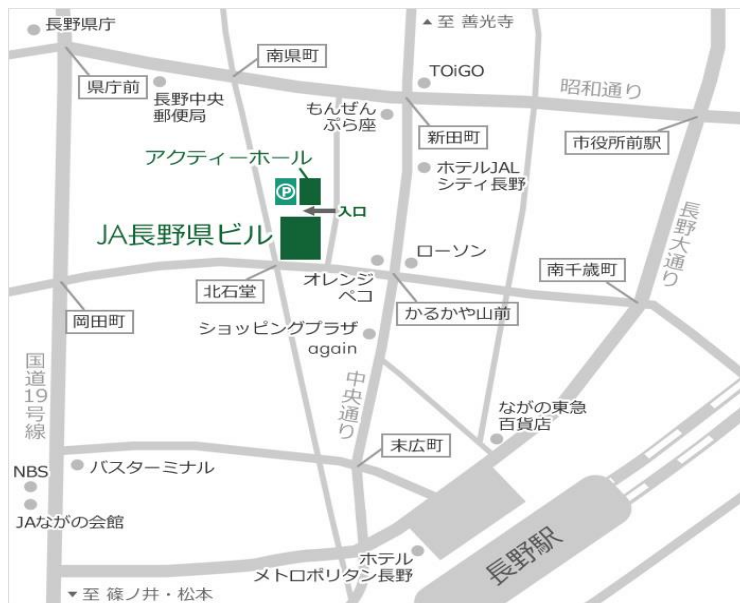 長野県庁
▲至 善光寺
南県町
TOiGO
県庁前
長野中央
郵便局
昭和通り
もんぜん
ぷら座
新田町
市役所前駅
アクティーホール
ホテルJAL
シティ長野
P
入口
長野大通り
JA長野県ビル
ローソン
オレンジ
ペコ
南千歳町
北石堂
かるかや山前
岡田町
ショッピングプラザ
again
国道19号線
中央通り
ながの東急
百貨店
末広町
NBS
バスターミナル
JAながの会館
長野駅
ホテル
メトロポリタン長野
▼至 篠ノ井・松本